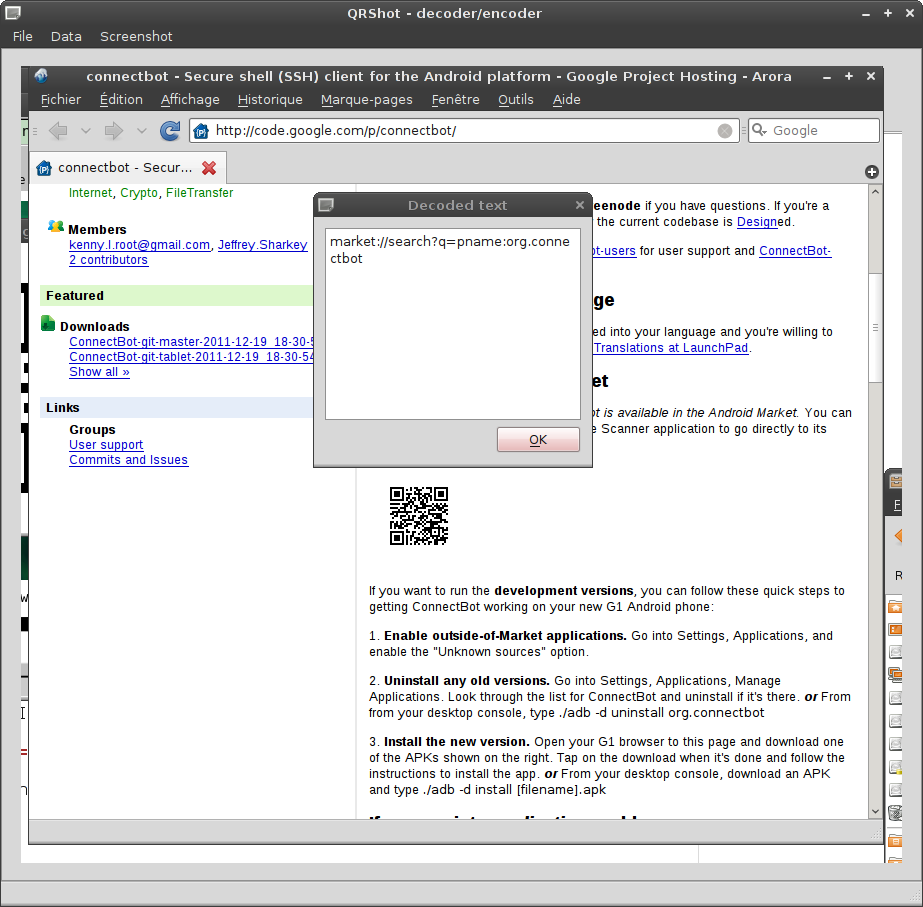 QRShot - decoder/encoder
File Data Screenshot
connectbot - Secure shell (SSH) client for the Android platform - Google Project Hosting - Arora
Fichier Édition Affichage Historique Marque-pages Fenêtre Outils Aide
http://code.google.com/p/connectbot/
Google
connectbot - Secur...
Internet, Crypto, FileTransfer
Members
kenny.l.root@gmail.com, Jeffrey.Sharkey
2 contributors
Featured
Downloads
ConnectBot-git-master-2011-12-19_18-30-5
ConnectBot-git-tablet-2011-12-19_18-30-54
Show all »
Links
Groups
User support
Commits and Issues
Decoded text
market://search?q=pname:org.conne
ctbot
OK
eenode if you have questions. If you're a
the current codebase is Designed.
ot-users for user support and ConnectBot-
ge
ed into your language and you're willing to
Translations at LaunchPad.
et
ot is available in the Android Market. You can
e Scanner application to go directly to its
If you want to run the development versions, you can follow these quick steps to
getting ConnectBot working on your new G1 Android phone:
1. Enable outside-of-Market applications. Go into Settings, Applications, and
enable the "Unknown sources" option.
2. Uninstall any old versions. Go into Settings, Applications, Manage
Applications. Look through the list for ConnectBot and uninstall if it's there. or From
from your desktop console, type ./adb -d uninstall org.connectbot
3. Install the new version. Open your G1 browser to this page and download one
of the APKs shown on the right. Tap on the download when it's done and follow the
instructions to install the app. or From your desktop console, download an APK
and type ./adb -d install [filename].apk